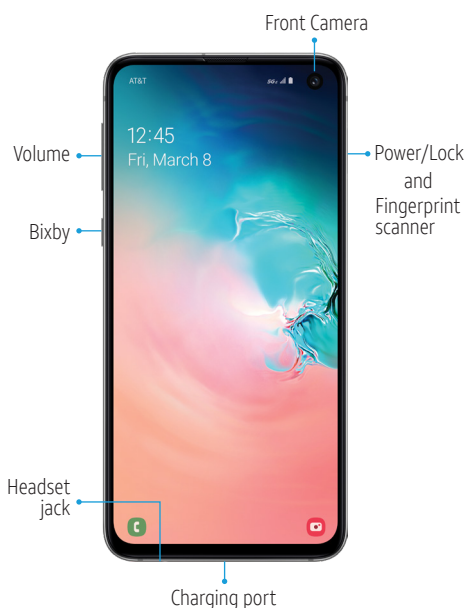 Front Camera
AT&T
5GE
12:45
Fri, March 8
Volume
Power/Lock
and
Fingerprint
scanner
Bixby
Headset
jack
Charging port